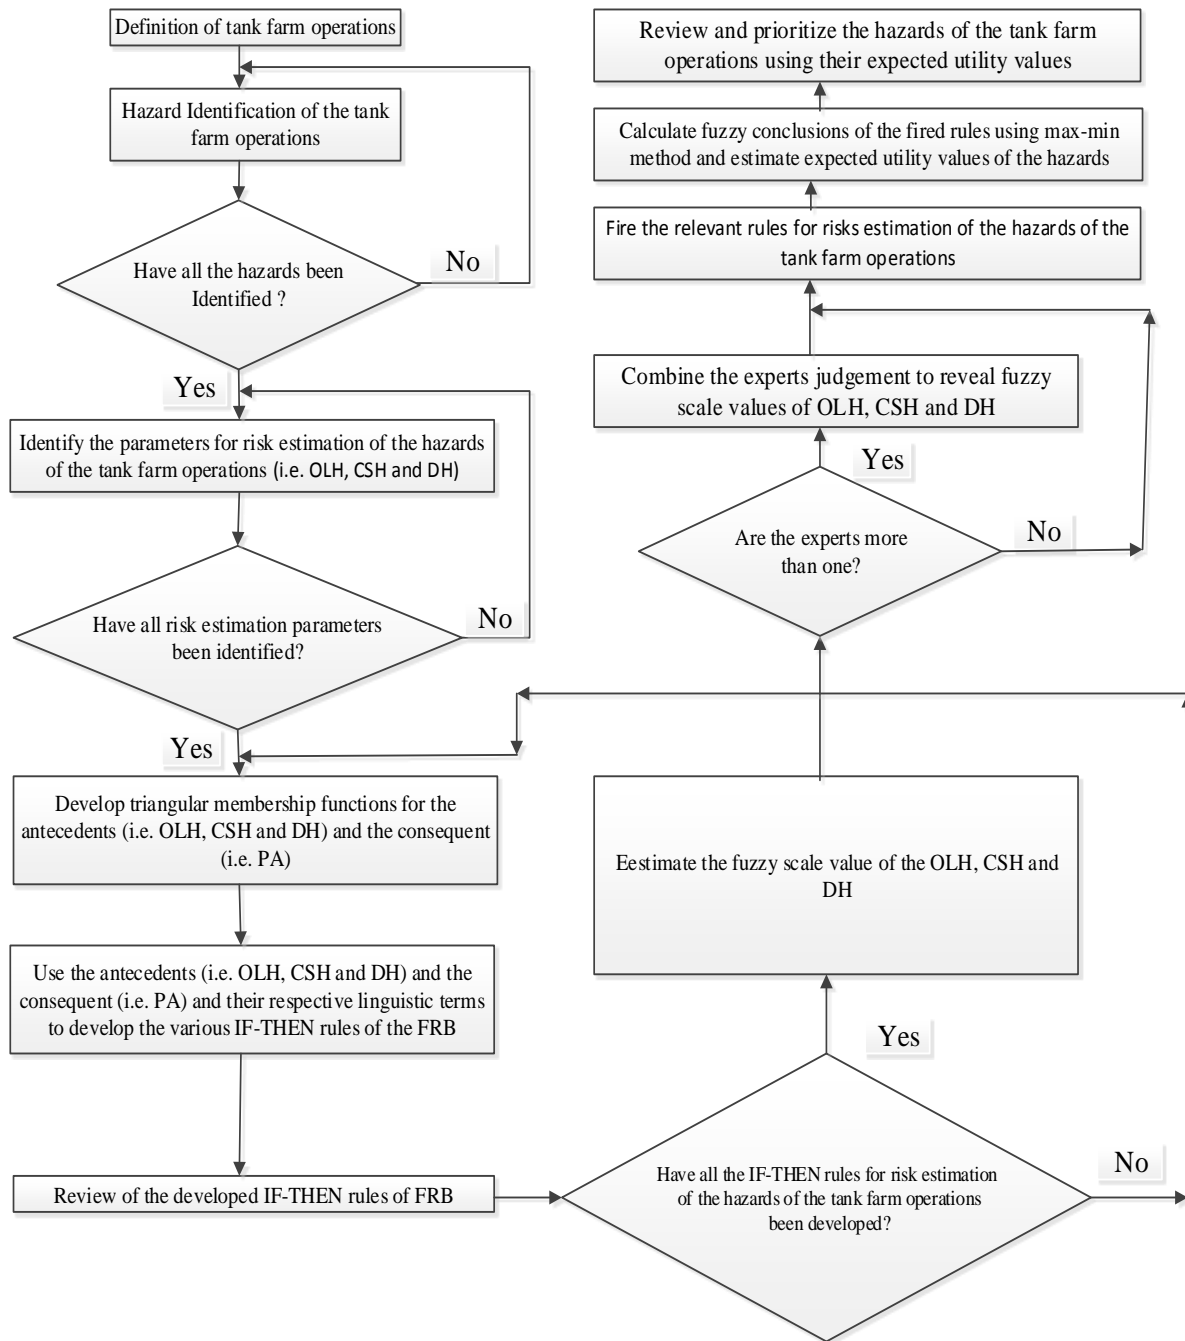 Definition of tank farm operations
Hazard Identification of the tank
farm operations
Have all the hazards been
Identified ?
No
Yes
Identify the parameters for risk estimation of the hazards
of the tank farm operations (i.e. OLH, CSH and DH)
Have all risk estimation parameters
been identified?
No
Yes
Develop triangular membership functions for the
antecedents (i.e. OLH, CSH and DH) and the consequent
(i.e. PA)
Use the antecedents (i.e. OLH, CSH and DH) and the
consequent (i.e. PA) and their respective linguistic terms
to develop the various IF-THEN rules of the FRB
Review of the developed IF-THEN rules of FRB
Have all the IF-THEN rules for risk estimation
of the hazards of the tank farm operations
been developed?
No
Yes
Eestimate the fuzzy scale value of the OLH, CSH and
DH
Are the experts more
than one?
No
Yes
Combine the experts judgement to reveal fuzzy
scale values of OLH, CSH and DH
Fire the relevant rules for risks estimation of the hazards of the
tank farm operations
Calculate fuzzy conclusions of the fired rules using max-min
method and estimate expected utility values of the hazards
Review and prioritize the hazards of the tank farm
operations using their expected utility values